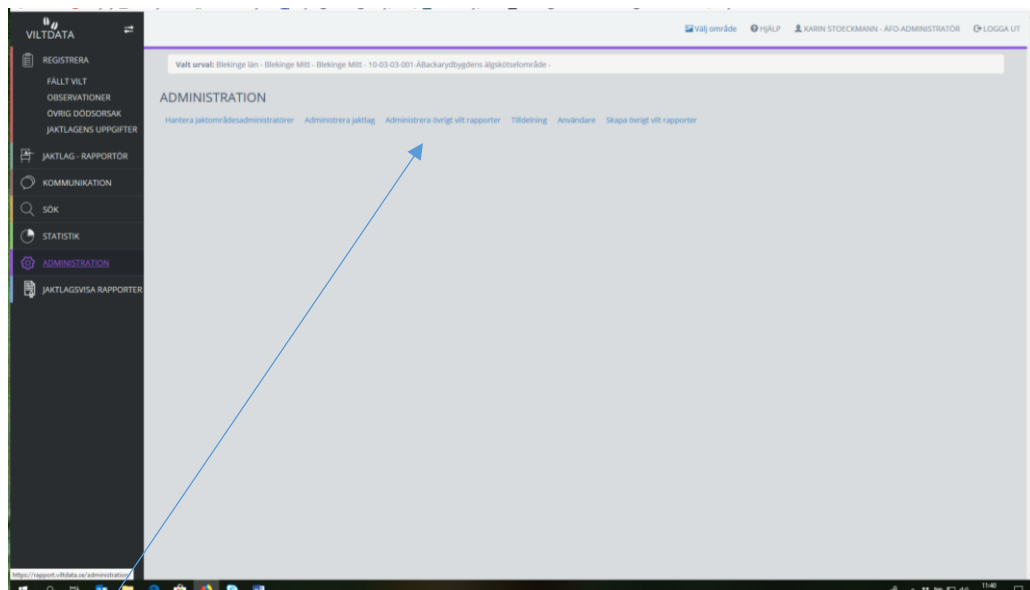 VILTDATA
Välj område HJÄLP KARIN STOECKMANN - ÄFO-ADMINISTRATÖR LOGGA UT
REGISTRERA
FÄLLT VILT
OBSERVATIONER
ÖVRIG DÖDSORSAK
JAKTLAGENS UPPGIFTER
JAKTLAG - RAPPORTÖR
KOMMUNIKATION
SÖK
STATISTIK
ADMINISTRATION
JAKTLAGSVISA RAPPORTER
Valt urval: Blekinge län - Blekinge Mitt - Blekinge Mitt - 10-03-03-001-ÄBackarydbygdens älgskötselområde -
ADMINISTRATION
Hantera jaktområdesadministratörer Administrera jaktlag Administrera övrigt vilt rapporter Tilldelning Användare Skapa övrigt vilt rapporter
https://rapport.viltdata.se/administration
11:40